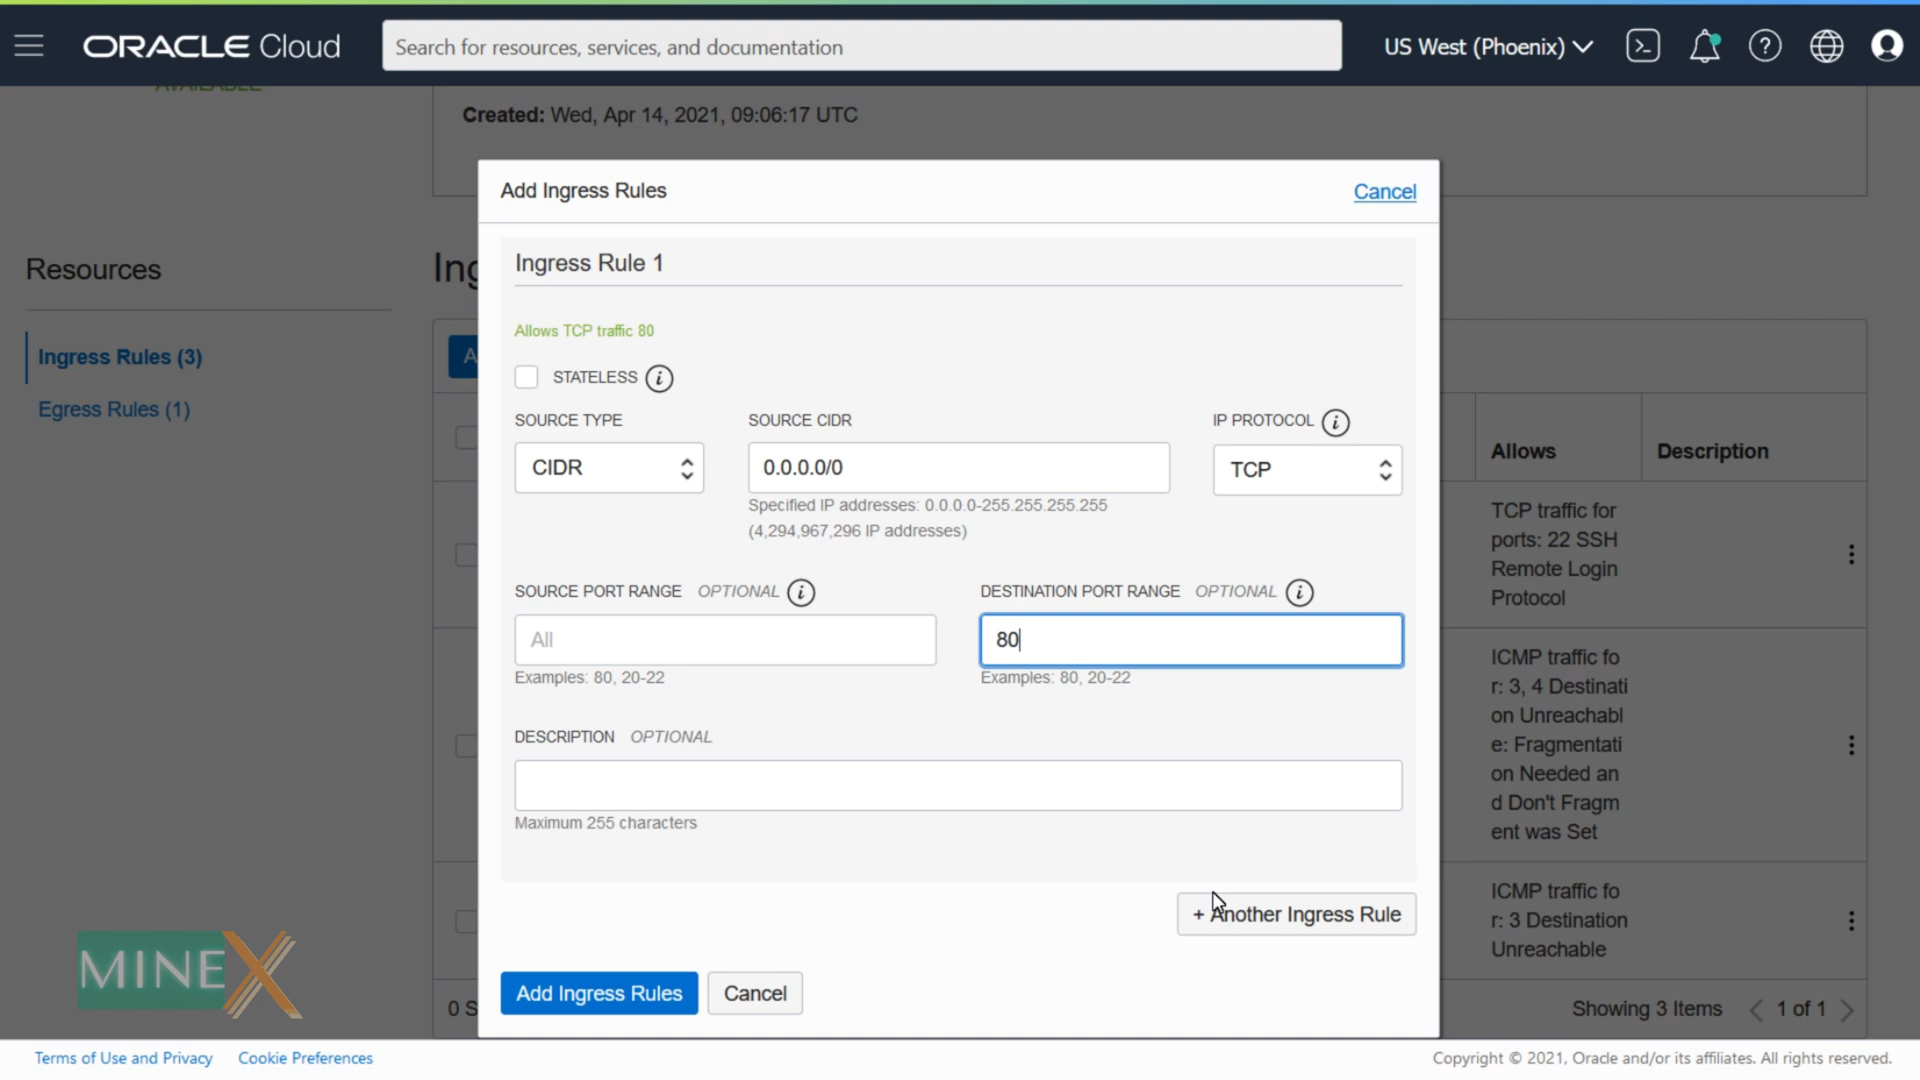 ORACLE Cloud
Search for resources, services, and documentation
US West (Phoenix)
AVAILABLE
Created: Wed, Apr 14, 2021, 09:06:17 UTC
Add Ingress Rules
Cancel
Resources
Ing
Ingress Rule 1
Allows TCP traffic 80
Ingress Rules (3)
A
STATELESS
Egress Rules (1)
SOURCE TYPE
SOURCE CIDR
IP PROTOCOL
CIDR
0.0.0.0/0
TCP
Specified IP addresses: 0.0.0.0-255.255.255.255
(4,294,967,296 IP addresses)
Allows
Description
TCP traffic for
ports: 22 SSH
Remote Login
Protocol
SOURCE PORT RANGE OPTIONAL
DESTINATION PORT RANGE OPTIONAL
All
80
Examples: 80, 20-22
Examples: 80, 20-22
ICMP traffic fo
r: 3, 4 Destinati
on Unreachabl
e: Fragmentati
on Needed an
d Don't Fragm
ent was Set
DESCRIPTION OPTIONAL
Maximum 255 characters
+ Another Ingress Rule
ICMP traffic fo
r: 3 Destination
Unreachable
MINEX
Add Ingress Rules
Cancel
0 S
Showing 3 Items
1 of 1
Terms of Use and Privacy
Cookie Preferences
Copyright © 2021, Oracle and/or its affiliates. All rights reserved.